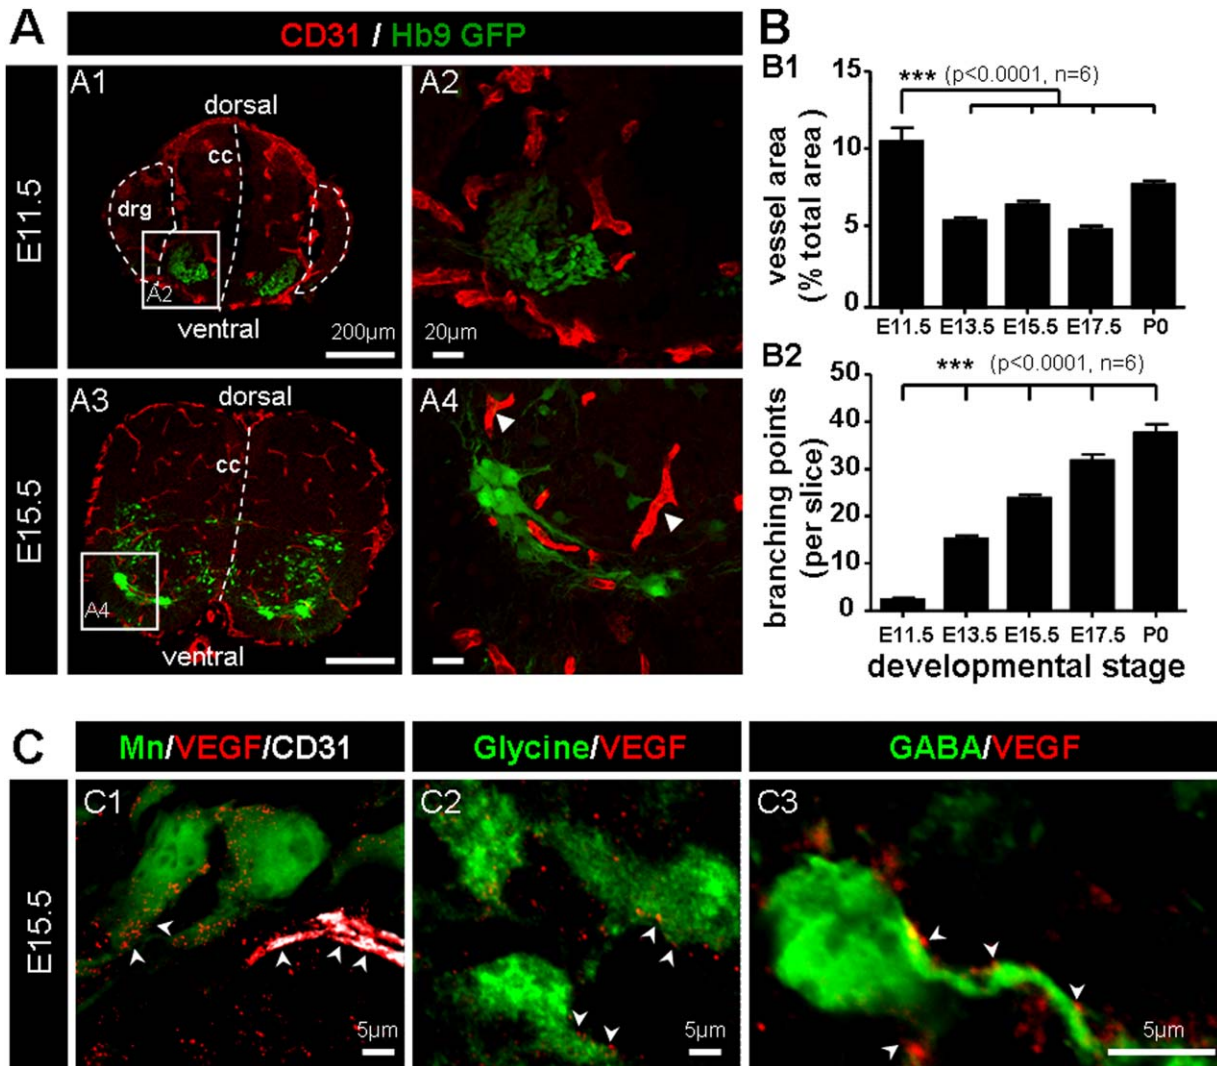 A
CD31 / Hb9 GFP
E11.5
A1
dorsal
cc
drg
A2
ventral
200µm
A2
20µm
E15.5
A3
dorsal
cc
A4
ventral
A4
B
B1
*** (p<0.0001, n=6)
vessel area
(% total area )
15
10
5
0
E11.5 E13.5 E15.5 E17.5 P0
B2
*** (p<0.0001, n=6)
branching points
(per slice)
50
40
30
20
10
0
E11.5 E13.5 E15.5 E17.5 P0
developmental stage
C
Mn/VEGF/CD31
Glycine/VEGF
GABA/VEGF
E15.5
C1
5µm
C2
5µm
C3
5µm